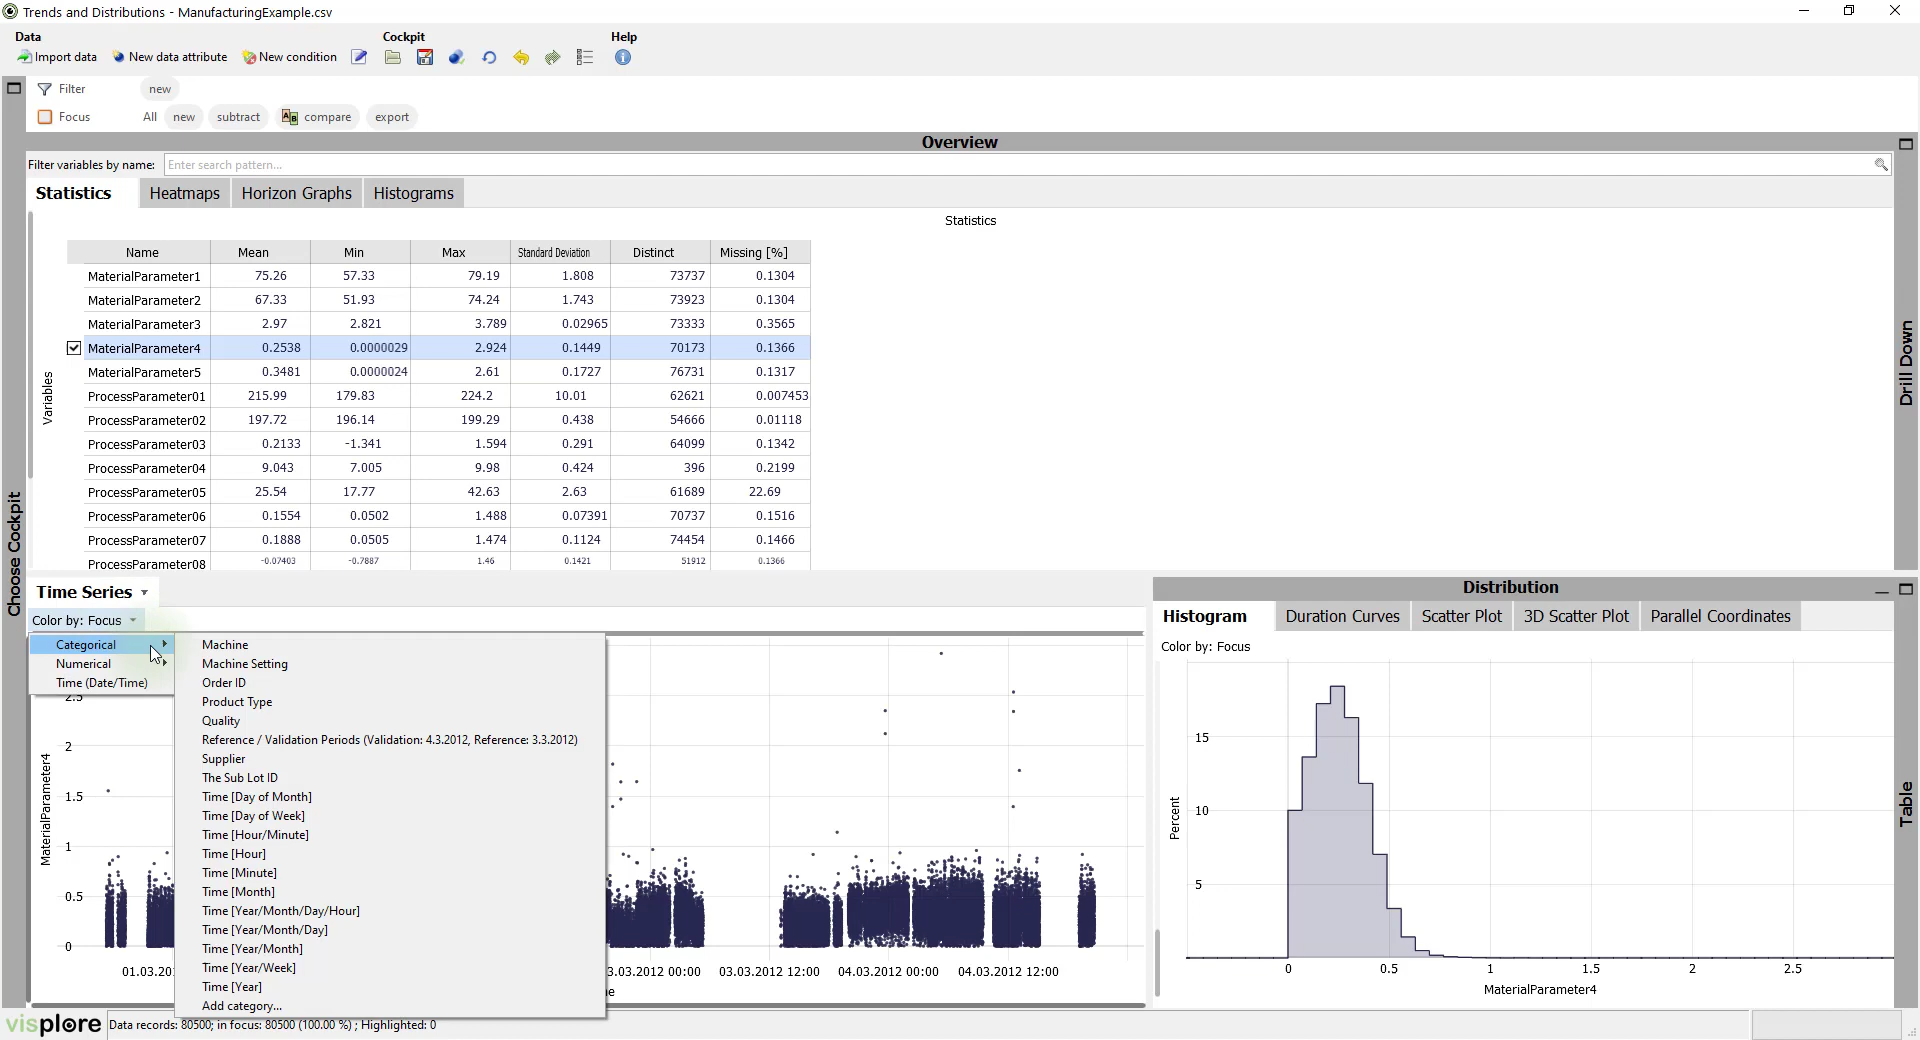 Trends and Distributions - ManufacturingExample.csv
Data Cockpit Help
Import data New data attribute New condition
Filter new
Focus All new subtract compare export
Overview
Filter variables by name: Enter search pattern...
Statistics Heatmaps Horizon Graphs Histograms
Statistics
Name Mean Min Max Standard Deviation Distinct Missing [%]
MaterialParameter1 75.26 57.33 79.19 1.808 73737 0.1304
MaterialParameter2 67.33 51.93 74.24 1.743 73923 0.1304
MaterialParameter3 2.97 2.821 3.789 0.02965 73333 0.3565
MaterialParameter4 0.2538 0.0000029 2.924 0.1449 70173 0.1366
MaterialParameter5 0.3481 0.0000024 2.61 0.1727 76731 0.1317
ProcessParameter01 215.99 179.83 224.2 10.01 62621 0.007453
ProcessParameter02 197.72 196.14 199.29 0.438 54666 0.01118
ProcessParameter03 0.2133 -1.341 1.594 0.291 64099 0.1342
ProcessParameter04 9.043 7.005 9.98 0.424 396 0.2199
ProcessParameter05 25.54 17.77 42.63 2.63 61689 22.69
ProcessParameter06 0.1554 0.0502 1.488 0.07391 70737 0.1516
ProcessParameter07 0.1888 0.0505 1.474 0.1124 74454 0.1466
ProcessParameter08 -0.07403 -0.7887 1.46 0.1421 51912 0.1366
Variables
Choose Cockpit
Drill Down
Table
Time Series
Color by: Focus
Categorical
Numerical
Time (Date/Time)
Machine
Machine Setting
Order ID
Product Type
Quality
Reference / Validation Periods (Validation: 4.3.2012, Reference: 3.3.2012)
Supplier
The Sub Lot ID
Time [Day of Month]
Time [Day of Week]
Time [Hour/Minute]
Time [Hour]
Time [Minute]
Time [Month]
Time [Year/Month/Day/Hour]
Time [Year/Month/Day]
Time [Year/Month]
Time [Year/Week]
Time [Year]
Add category...
2.5
2
1.5
1
0.5
0
MaterialParameter4
01.03.201 3.03.2012 00:00 03.03.2012 12:00 04.03.2012 00:00 04.03.2012 12:00
e
Distribution
Histogram Duration Curves Scatter Plot 3D Scatter Plot Parallel Coordinates
Color by: Focus
15
10
5
Percent
0 0.5 1 1.5 2 2.5
MaterialParameter4
visplore Data records: 80500; in focus: 80500 (100.00 %) ; Highlighted: 0